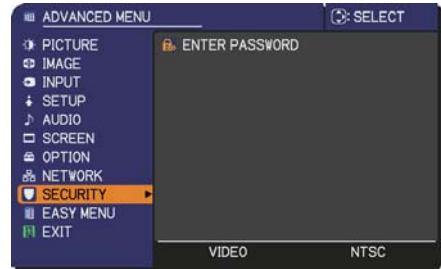 ADVANCED MENU
: SELECT
PICTURE
IMAGE
INPUT
SETUP
AUDIO
SCREEN
OPTION
NETWORK
SECURITY
EASY MENU
EXIT
ENTER PASSWORD
VIDEO
NTSC